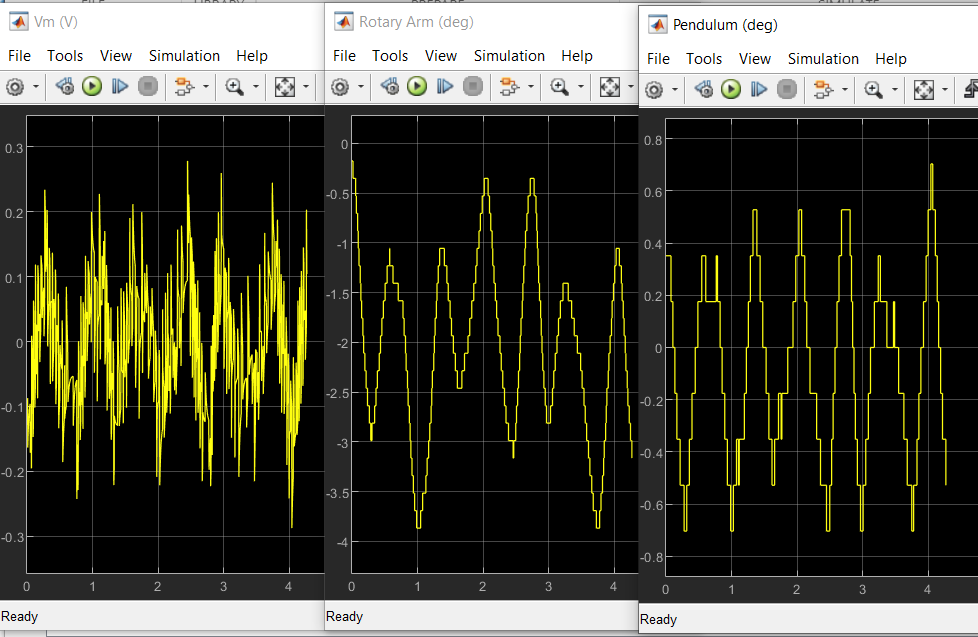 FILE
LIBRARY
PREPARE
SIMULATE
Vm (V)
File Tools View Simulation Help
0.3
0.2
0.1
0
-0.1
-0.2
-0.3
0 1 2 3 4
Ready
Rotary Arm (deg)
File Tools View Simulation Help
0
-0.5
-1
-1.5
-2
-2.5
-3
-3.5
-4
0 1 2 3 4
Ready
Pendulum (deg)
File Tools View Simulation Help
0.8
0.6
0.4
0.2
0
-0.2
-0.4
-0.6
-0.8
0 1 2 3 4
Ready